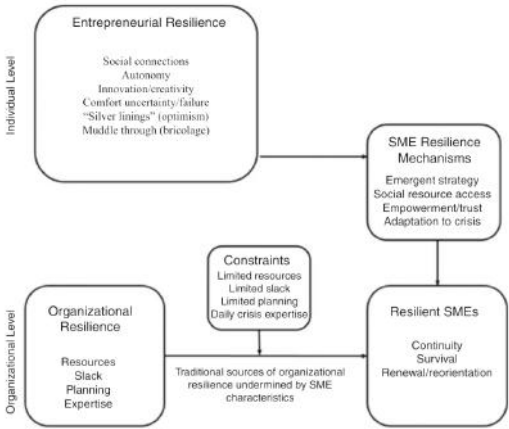 Individual Level
Entrepreneurial Resilience
Social connections
Autonomy
Innovation/creativity
Comfort uncertainty/failure
“Silver linings” (optimism)
Muddle through (bricolage)
SME Resilience
Mechanisms
Emergent strategy
Social resource access
Empowerment/trust
Adaptation to crisis
Organizational Level
Organizational
Resilience
Resources
Slack
Planning
Expertise
Constraints
Limited resources
Limited slack
Limited planning
Daily crisis expertise
Traditional sources of organizational
resilience undermined by SME
characteristics
Resilient SMEs
Continuity
Survival
Renewal/reorientation